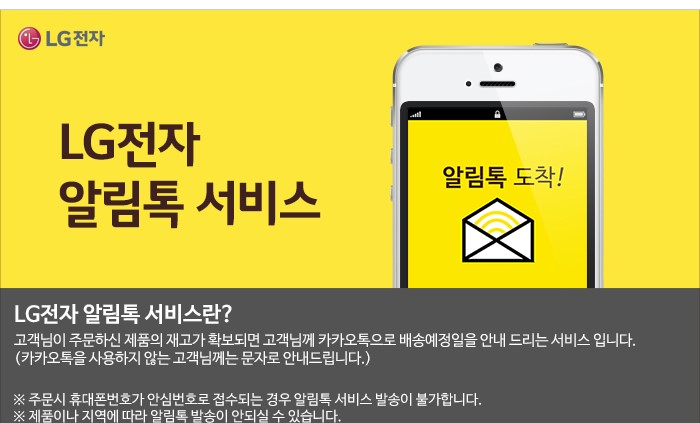 LG전자
LG전자
알림톡 서비스
알림톡 도착!
LG전자 알림톡 서비스란?
고객님이 주문하신 제품의 재고가 확보되면 고객님께 카카오톡으로 배송예정일을 안내 드리는 서비스 입니다.
(카카오톡을 사용하지 않는 고객님께는 문자로 안내드립니다.)
※ 주문시 휴대폰번호가 안심번호로 접수되는 경우 알림톡 서비스 발송이 불가합니다.
※ 제품이나 지역에 따라 알림톡 발송이 안되실 수 있습니다.